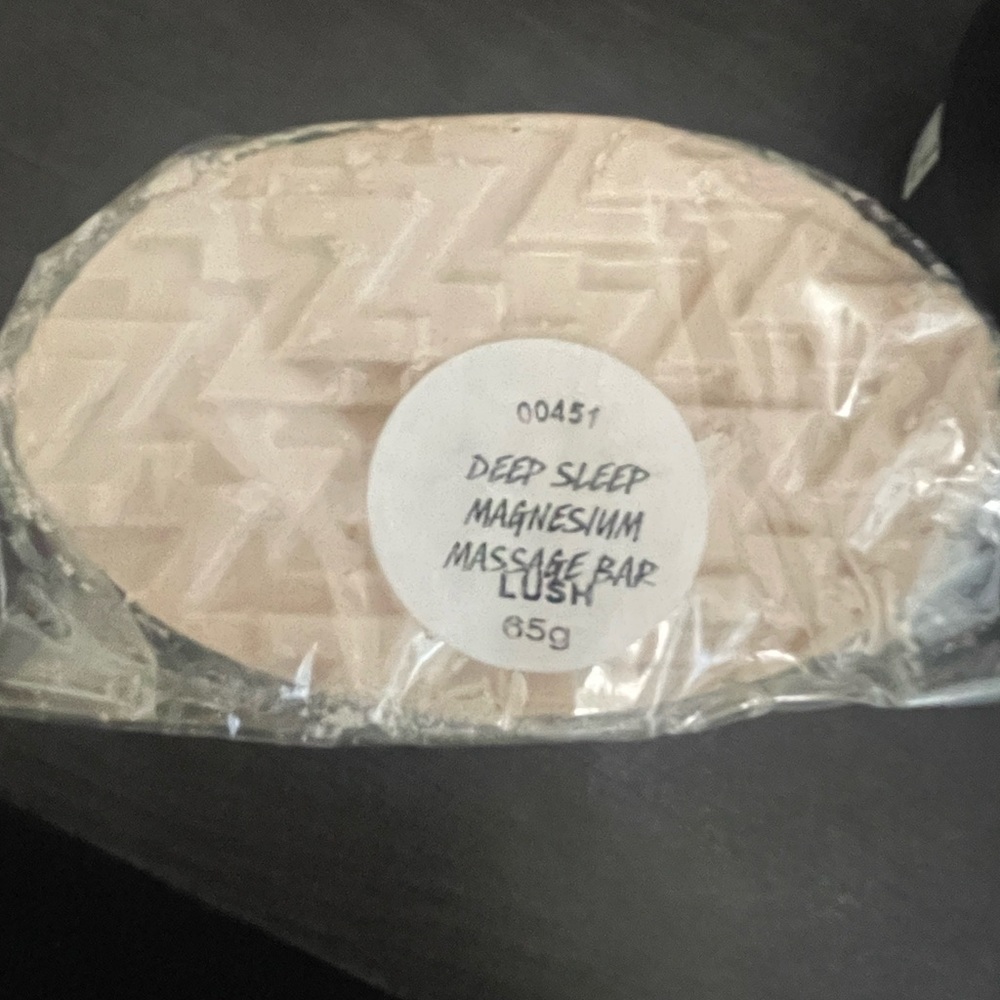 00451
DEEP SLEEP
MAGNESIUM
MASSAGE BAR
LUSH
65g